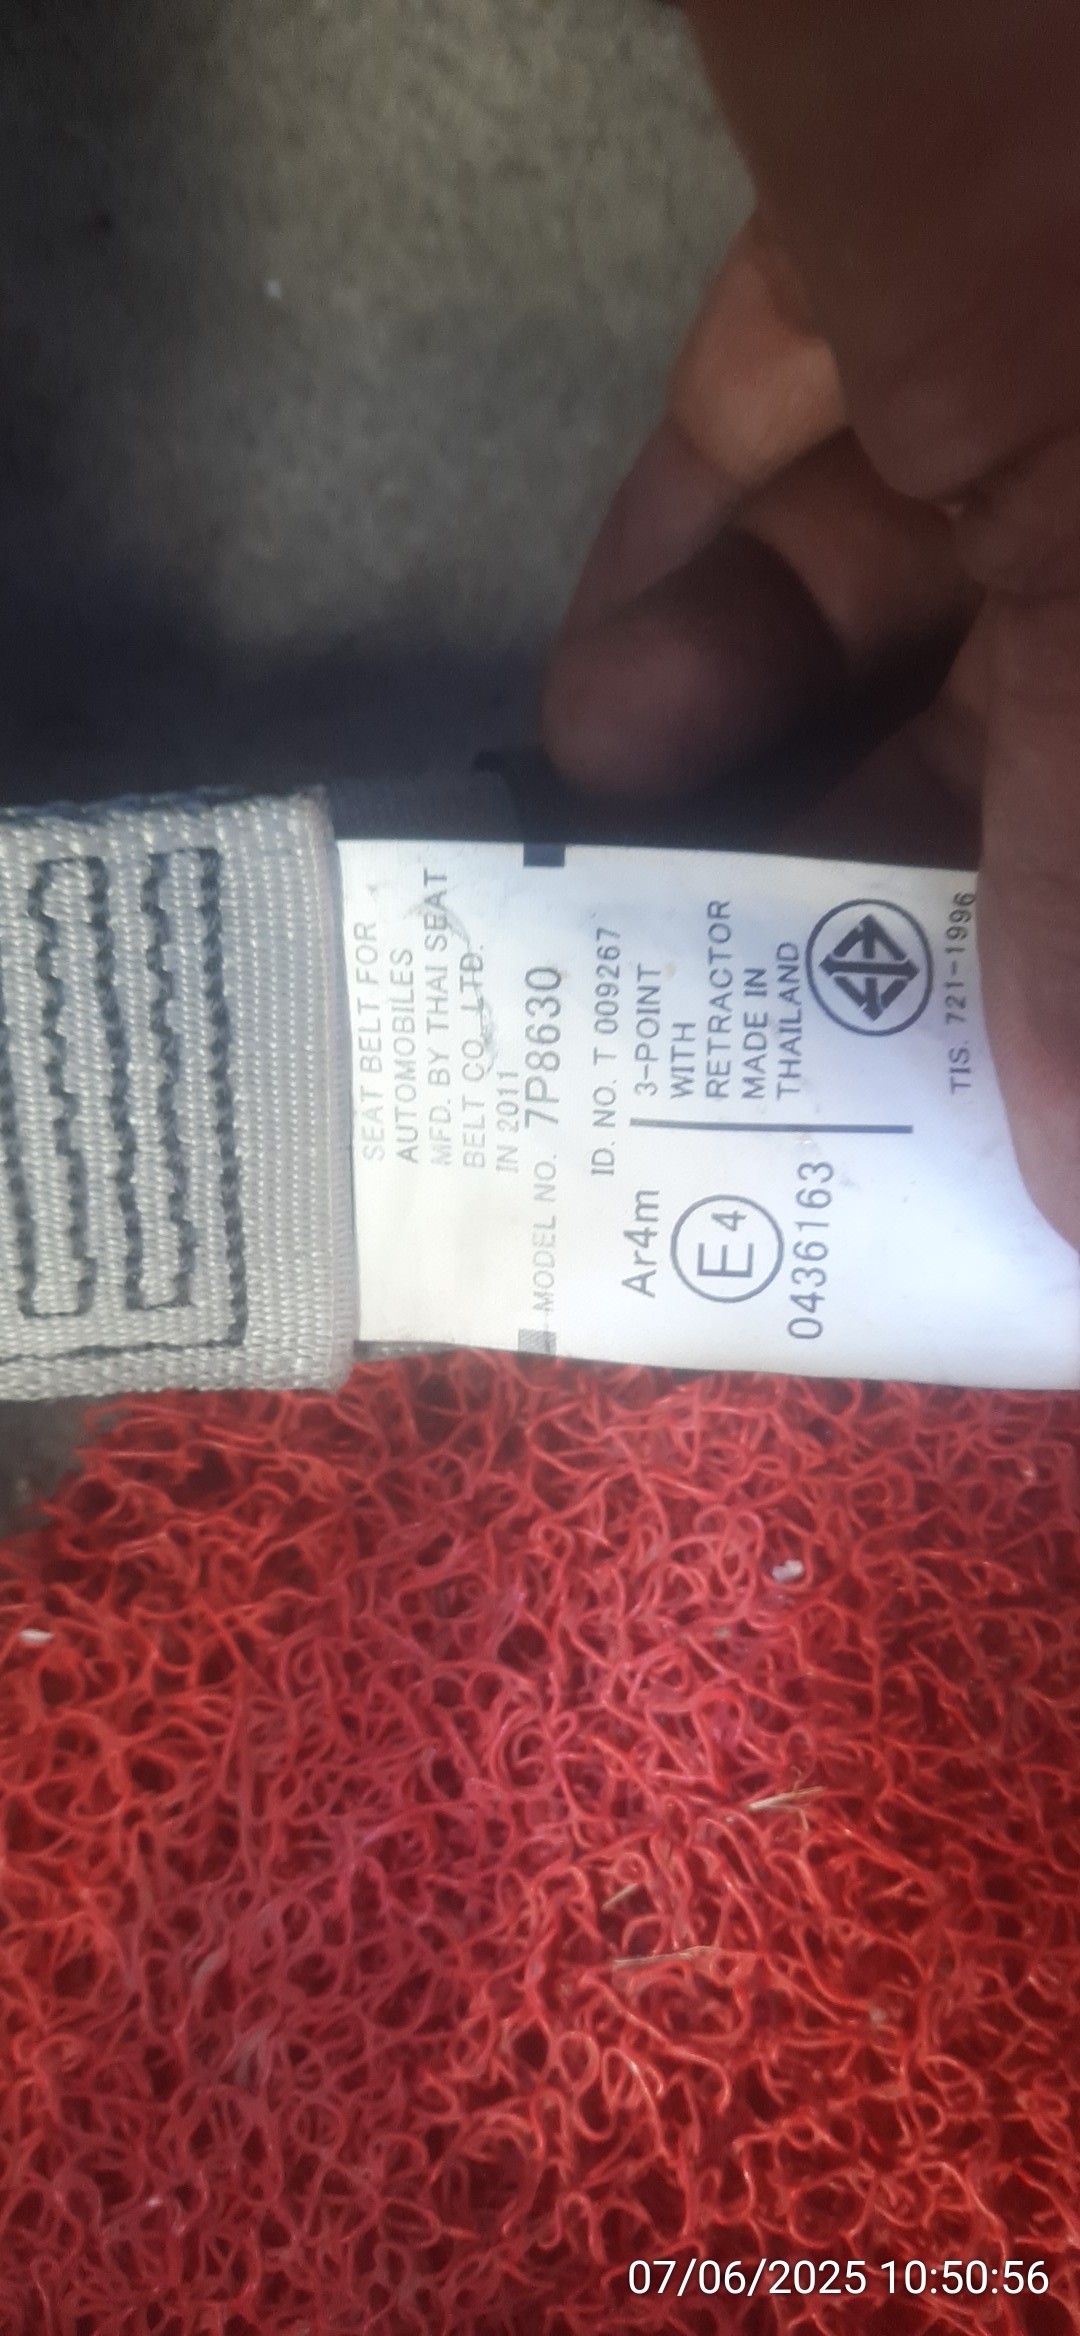 SEAT BELT FOR
AUTOMOBILES
MFD. BY THAI SEAT
BELT CO. LTD.
IN 2011
MODEL NO. 7P8630
ID. NO. T 009267
Ar4m
E4
0436163
3-POINT
WITH
RETRACTOR
MADE IN
THAILAND
TIS. 721-1996
07/06/2025 10:50:56